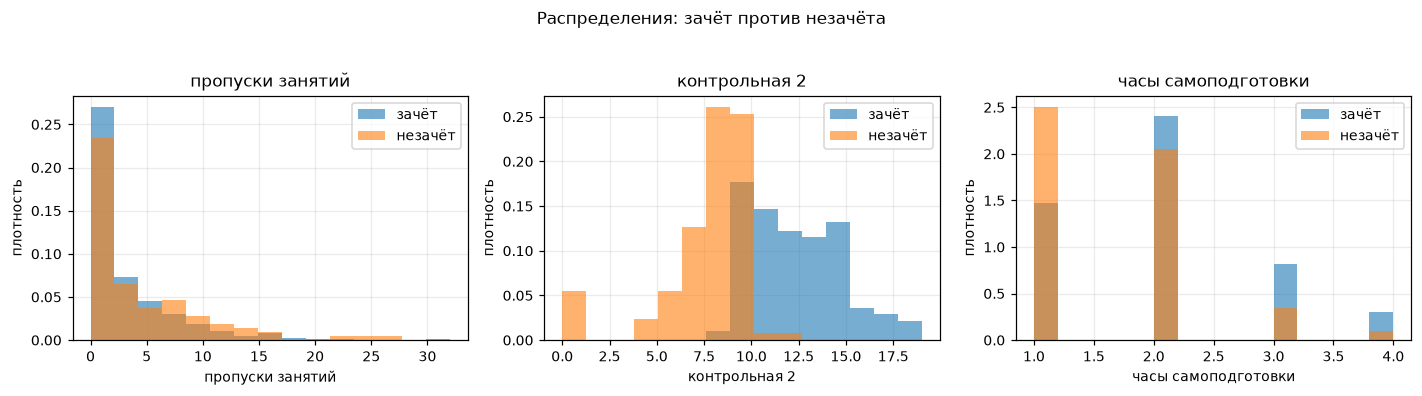 Распределения: зачёт против незачёта
пропуски занятий
зачёт
незачёт
плотность
0.25
0.20
0.15
0.10
0.05
0.00
0 5 10 15 20 25 30
пропуски занятий
контрольная 2
зачёт
незачёт
плотность
0.25
0.20
0.15
0.10
0.05
0.00
0.0 2.5 5.0 7.5 10.0 12.5 15.0 17.5
контрольная 2
часы самоподготовки
зачёт
незачёт
плотность
2.5
2.0
1.5
1.0
0.5
0.0
1.0 1.5 2.0 2.5 3.0 3.5 4.0
часы самоподготовки